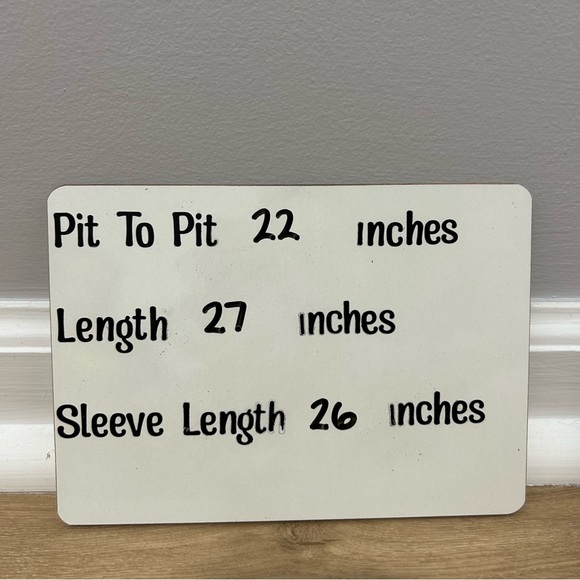 Pit To Pit 22 inches
Length 27 inches
Sleeve Length 26 inches